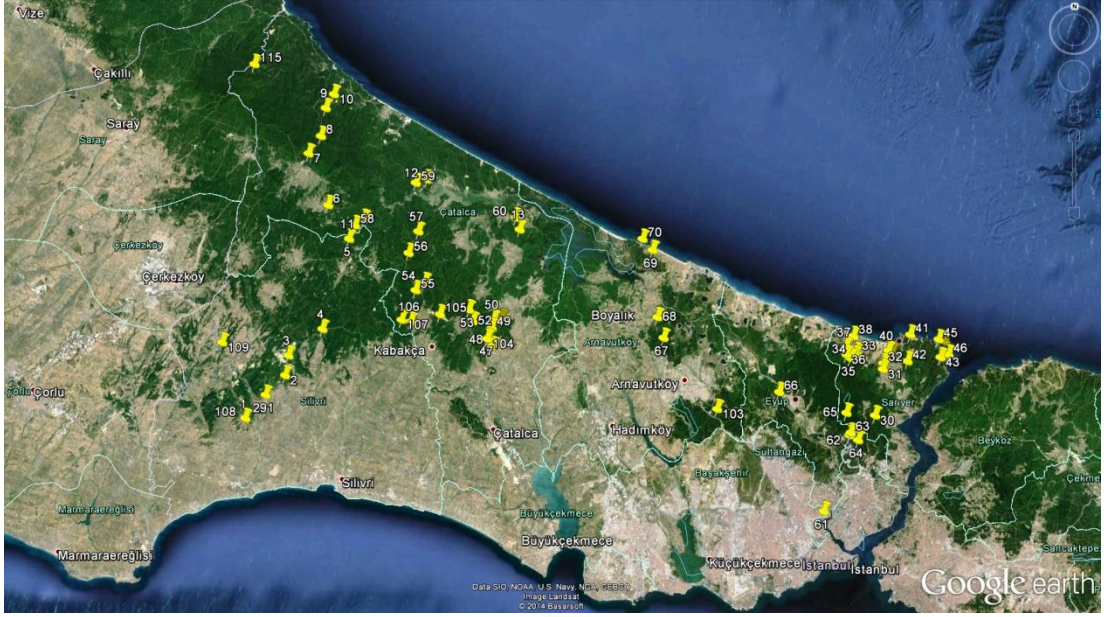 Vize
N
115
Çakıllı
9
10
Saray
8
Saray
7
12
59
6
57
60
13
Çatalca
11
58
70
Çerkezköy
5
56
69
Çerkezköy
54
55
106
105
50
Boyalık
68
4
107
53
52
49
37
38
40
41
45
109
3
Kabakça
48
104
Arnavutköy
67
34
33
46
47
36
32
42
43
35
31
2
Arnavutköy
66
Çorlu
Çorlu
1
291
Silivri
103
Eyüp
65
Sarıyer
108
30
Çatalca
Hadımköy
63
Beyköz
62
Sultangazi
64
Başakşehir
Silivri
Çekme
Marmaraereğlisi
Büyükçekmece
61
Büyükçekmece
Sancaktepe
Marmaraereğlisi
Küçükçekmece
İstanbul
İstanbul
Data SIO, NOAA, U.S. Navy, NGA, GEBCO
Image Landsat
© 2014 Basarsoft
Google earth